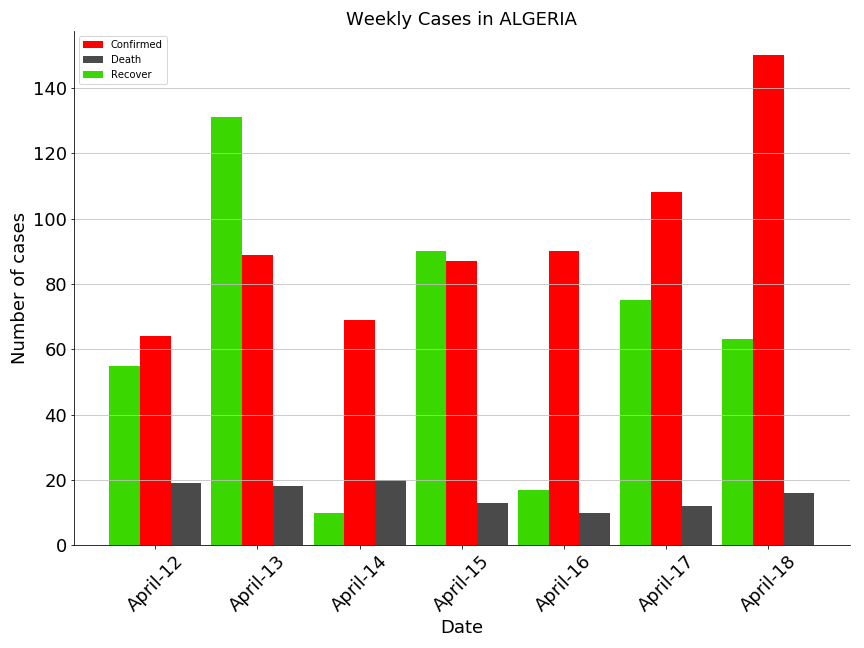 Weekly Cases in ALGERIA
Confirmed
Death
Recover
Number of cases
140
120
100
80
60
40
20
0
April-12
April-13
April-14
April-15
April-16
April-17
April-18
Date